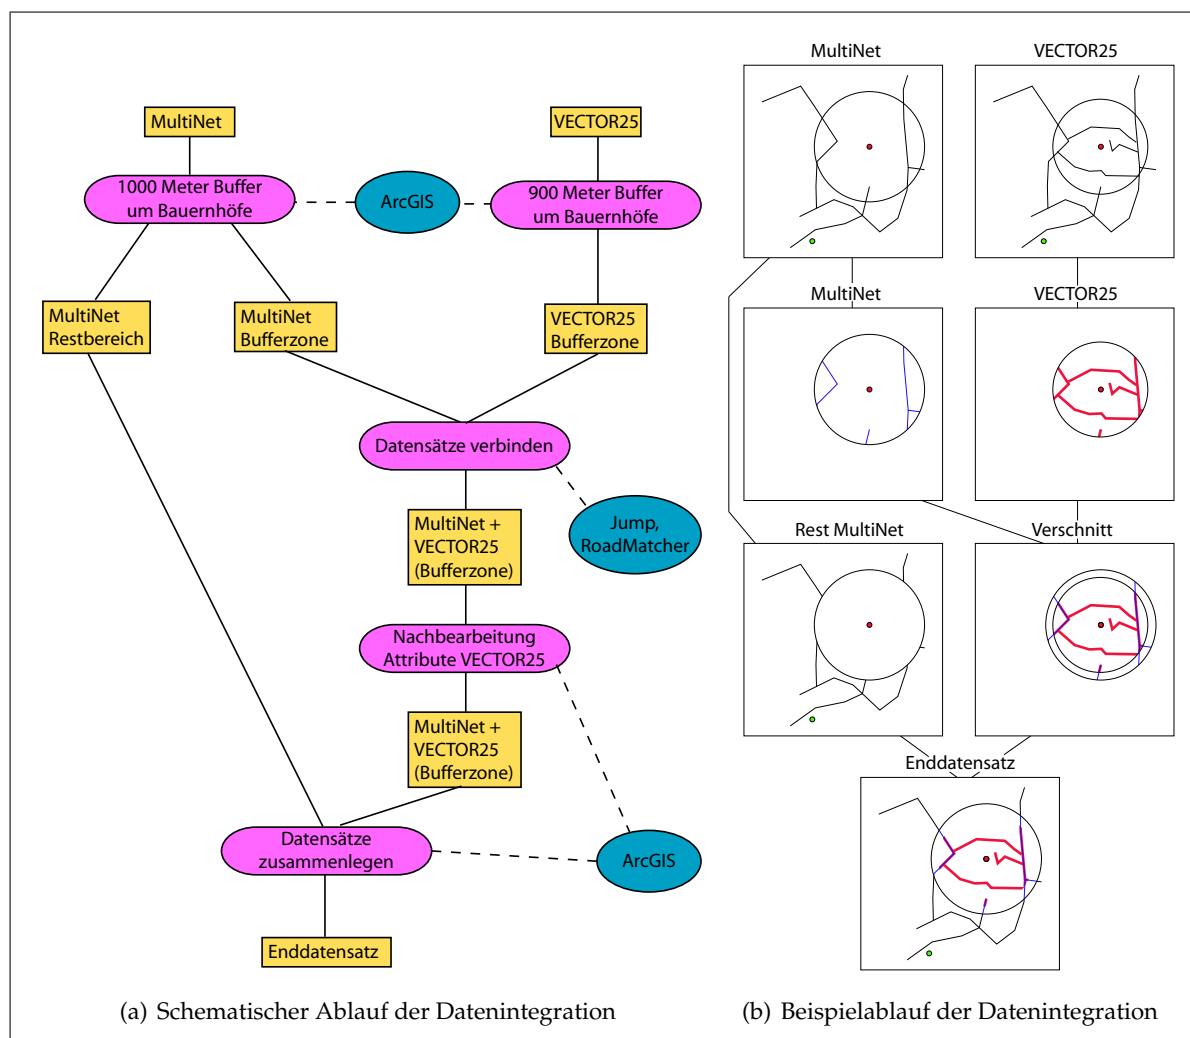 MultiNet
VECTOR25
1000 Meter Buffer
um Bauernhöfe
ArcGIS
900 Meter Buffer
um Bauernhöfe
MultiNet
Restbereich
MultiNet
Bufferzone
VECTOR25
Bufferzone
Datensätze verbinden
MultiNet +
VECTOR25
(Bufferzone)
Jump,
RoadMatcher
Nachbearbeitung
Attribute VECTOR25
MultiNet +
VECTOR25
(Bufferzone)
Datensätze
zusammenlegen
ArcGIS
Enddatensatz
(a) Schematischer Ablauf der Datenintegration
MultiNet
VECTOR25
MultiNet
VECTOR25
Rest MultiNet
Verschnitt
Enddatensatz
(b) Beispielablauf der Datenintegration